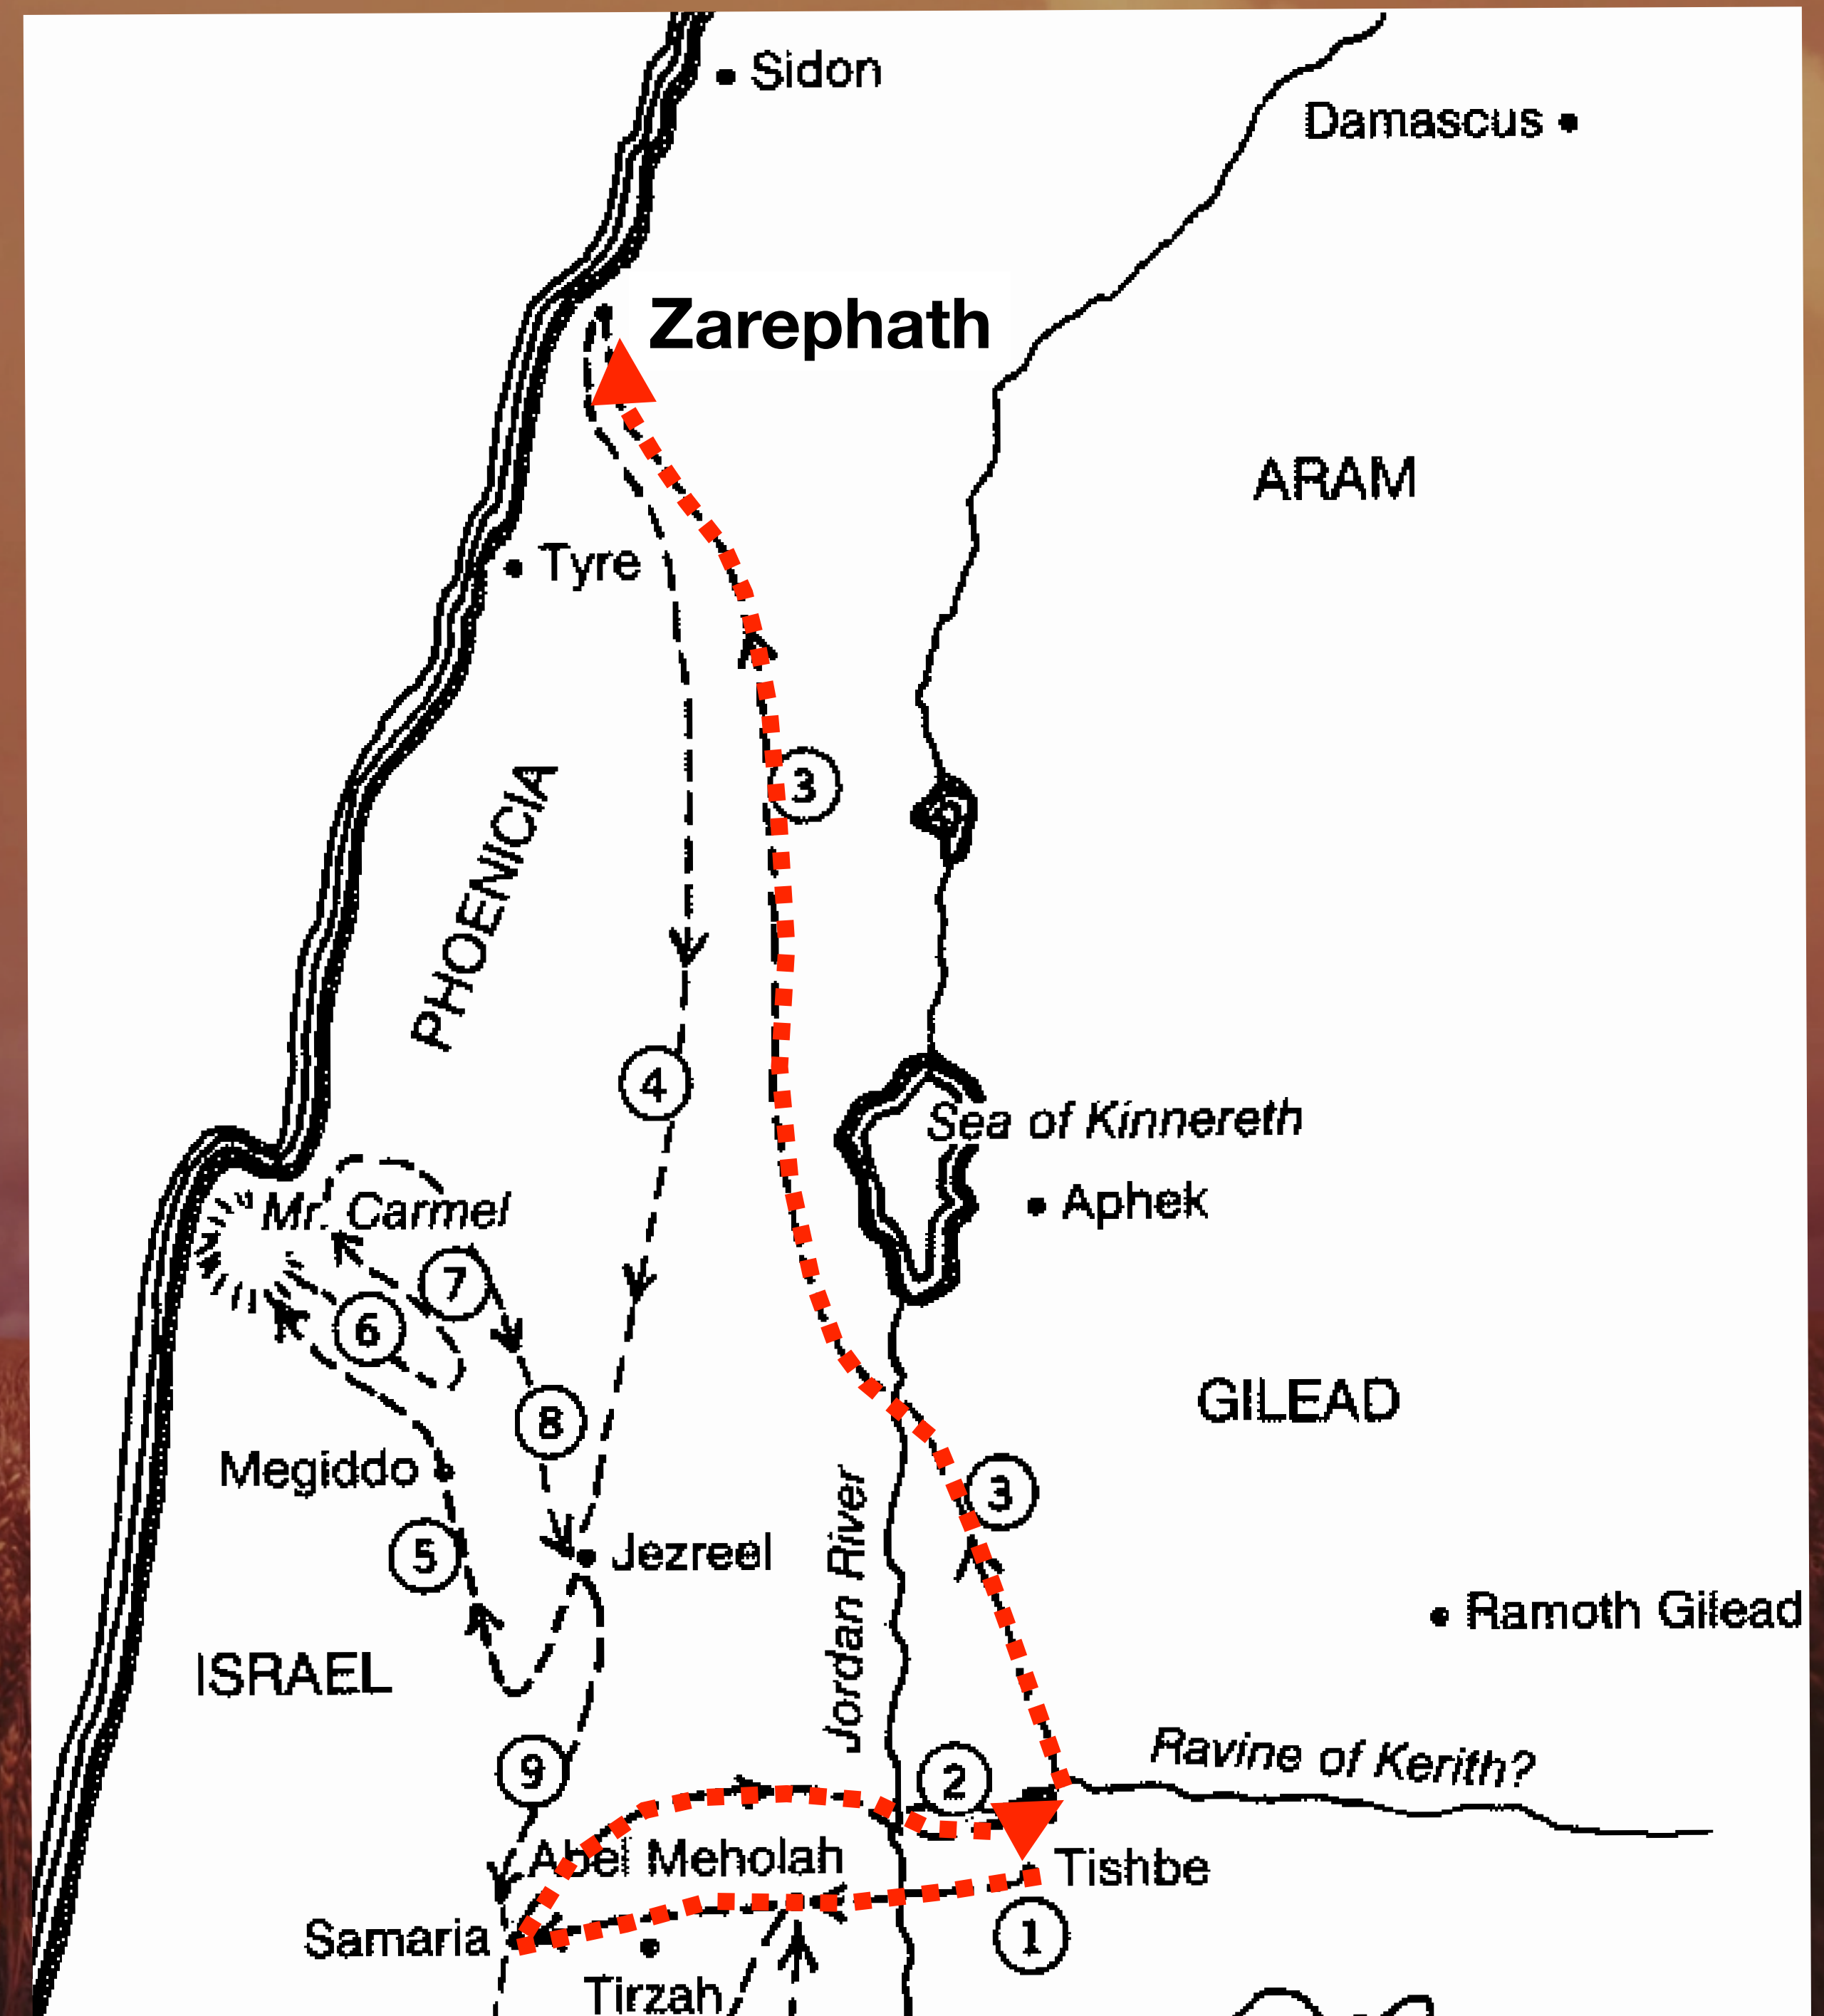 Sidon
Damascus
Zarephath
ARAM
Tyre
3
PHOENICIA
4
Sea of Kinnereth
Aphek
Mr. Carmel
7
6
GILEAD
8
Megiddo
3
Jezreel
5
Jordan River
Ramoth Gilead
ISRAEL
Ravine of Kerith?
9
2
Abel Meholah
Tishbe
Samaria
1
Tirzah